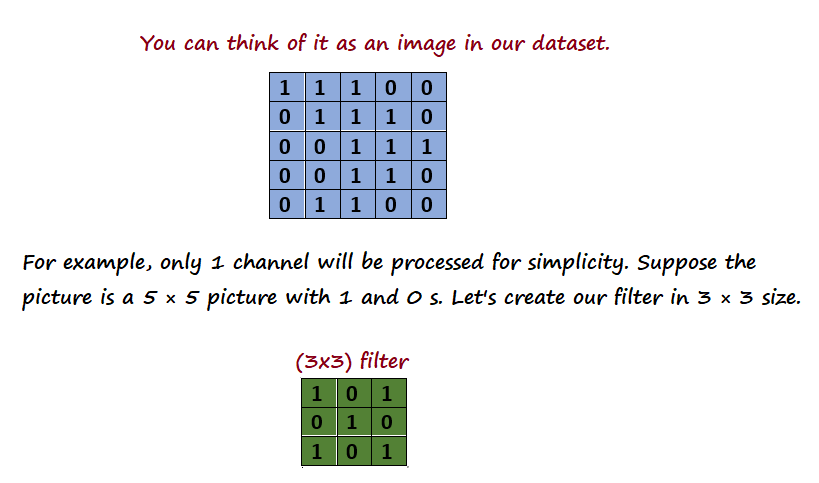 You can think of it as an image in our dataset.
1 1 1 0 0
0 1 1 1 0
0 0 1 1 1
0 0 1 1 0
0 1 1 0 0
For example, only 1 channel will be processed for simplicity. Suppose the
picture is a 5 × 5 picture with 1 and 0 s. Let's create our filter in 3 × 3 size.
(3x3) filter
1 0 1
0 1 0
1 0 1